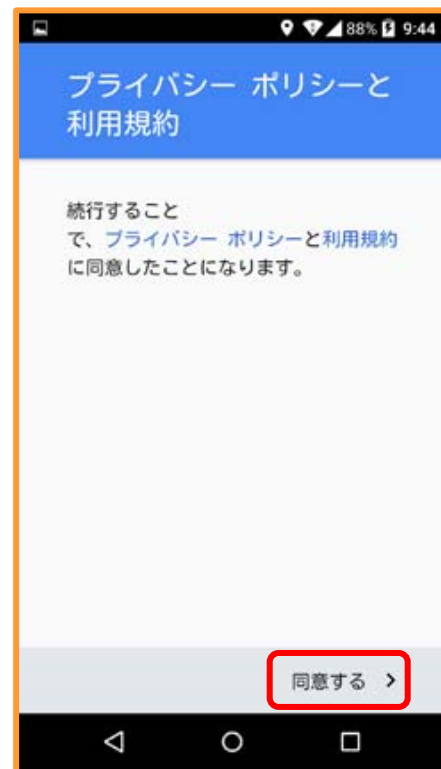 88% 9:44
プライバシー ポリシーと
利用規約
続行すること
で、プライバシー ポリシーと利用規約
に同意したことになります。
同意する